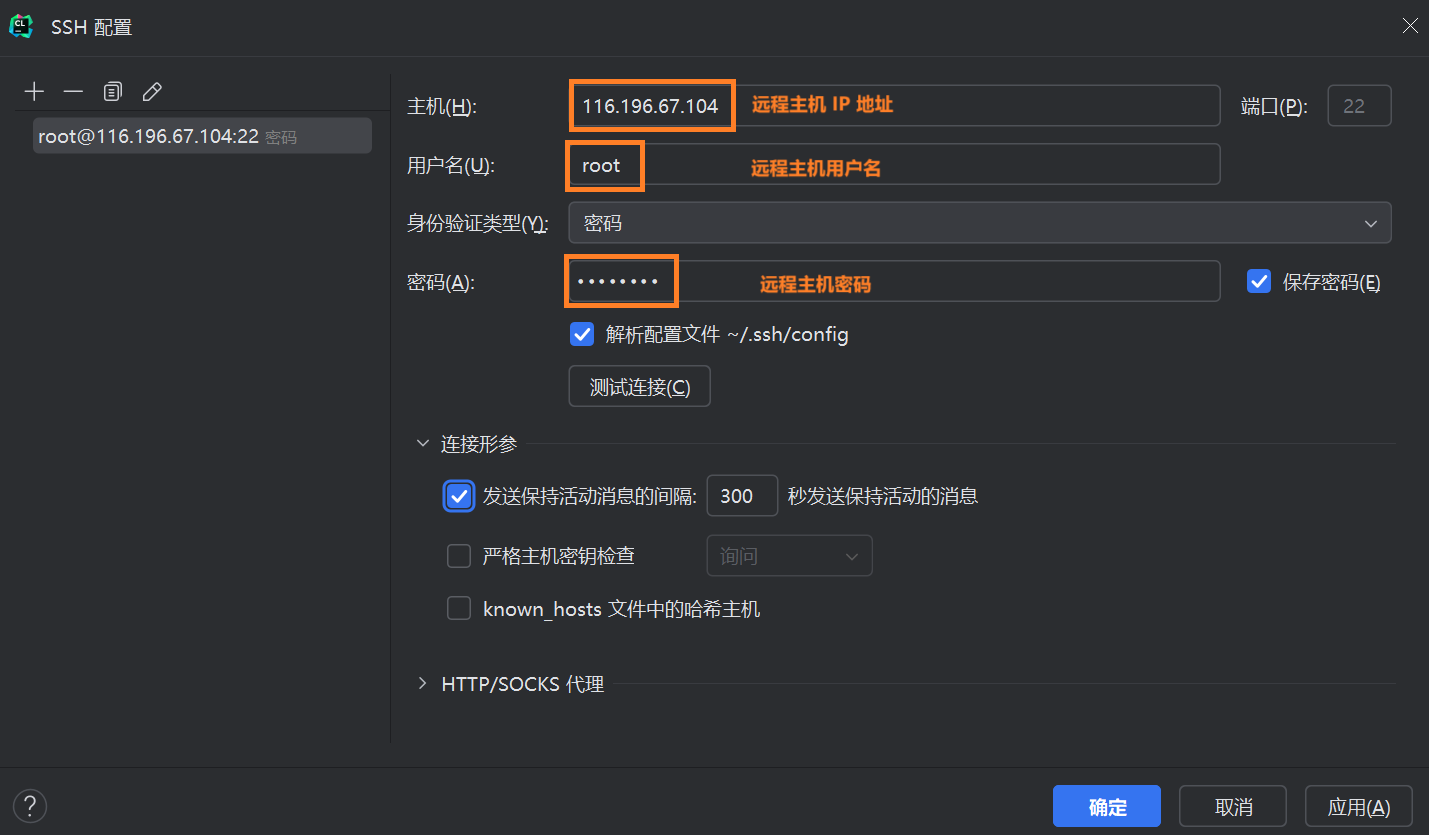 SSH 配置
root@116.196.67.104:22 密码
主机(H): 116.196.67.104 远程主机 IP 地址 端口(P): 22
用户名(U): root 远程主机用户名
身份验证类型(Y): 密码
密码(A): •••••••• 远程主机密码 保存密码(E)
解析配置文件 ~/.ssh/config
测试连接(C)
连接形参
发送保持活动消息的间隔: 300 秒发送保持活动的消息
严格主机密钥检查 询问
known_hosts 文件中的哈希主机
HTTP/SOCKS 代理
? 确定 取消 应用(A)